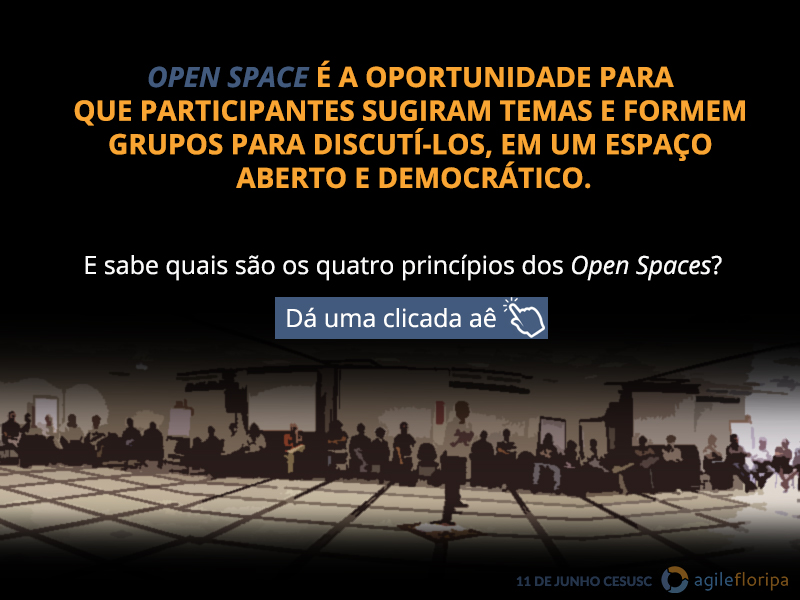 OPEN SPACE É A OPORTUNIDADE PARA
QUE PARTICIPANTES SUGIRAM TEMAS E FORMEM
GRUPOS PARA DISCUTÍ-LOS, EM UM ESPAÇO
ABERTO E DEMOCRÁTICO.
E sabe quais são os quatro princípios dos Open Spaces?
Dá uma clicada aê
11 DE JUNHO CESUSC agilefloripa